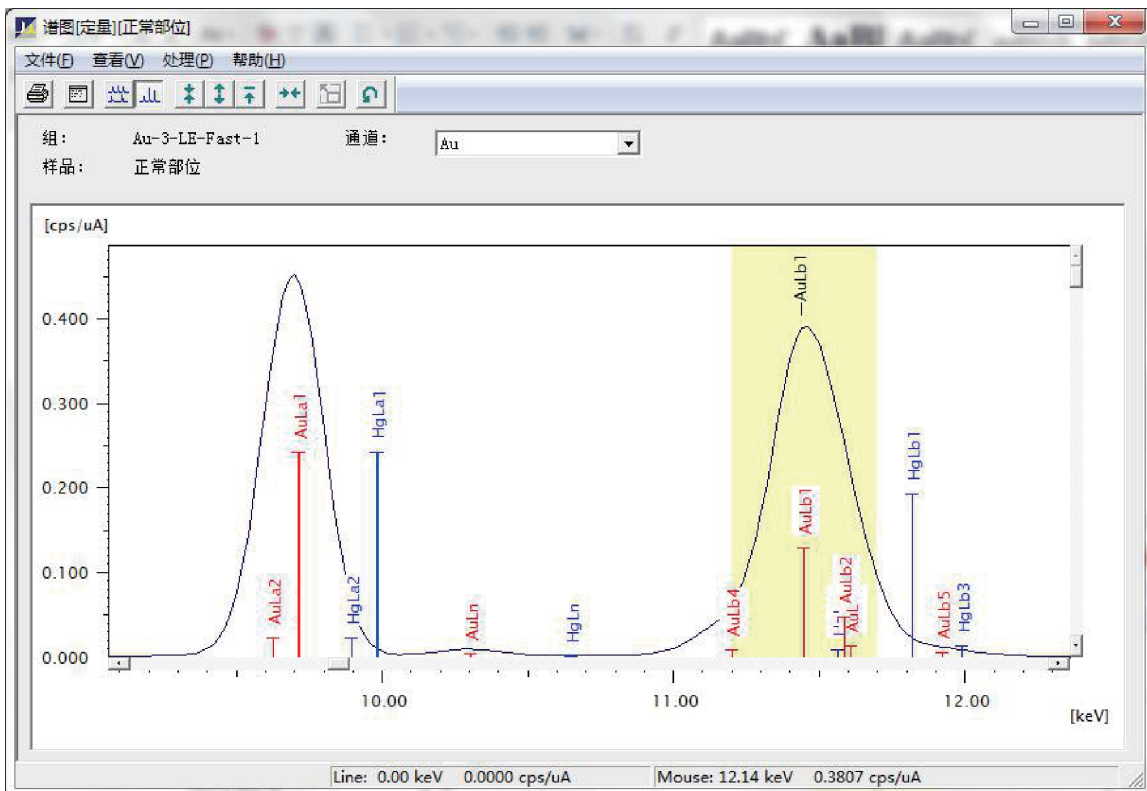 谱图[定量][正常部位]
文件(F) 查看(V) 处理(P) 帮助(H)
组: Au-3-LE-Fast-1 通道: Au
样品: 正常部位
[cps/uA]
0.400
0.300
0.200
0.100
0.000
AuLa2
AuLa1
HgLa2
HgLa1
AuLn
HgLn
AuLb4
AuLb1
AuLb1
AuLb2
HgLb1
AuLb5
HgLb3
10.00 11.00 12.00
[keV]
Line: 0.00 keV 0.0000 cps/uA Mouse: 12.14 keV 0.3807 cps/uA